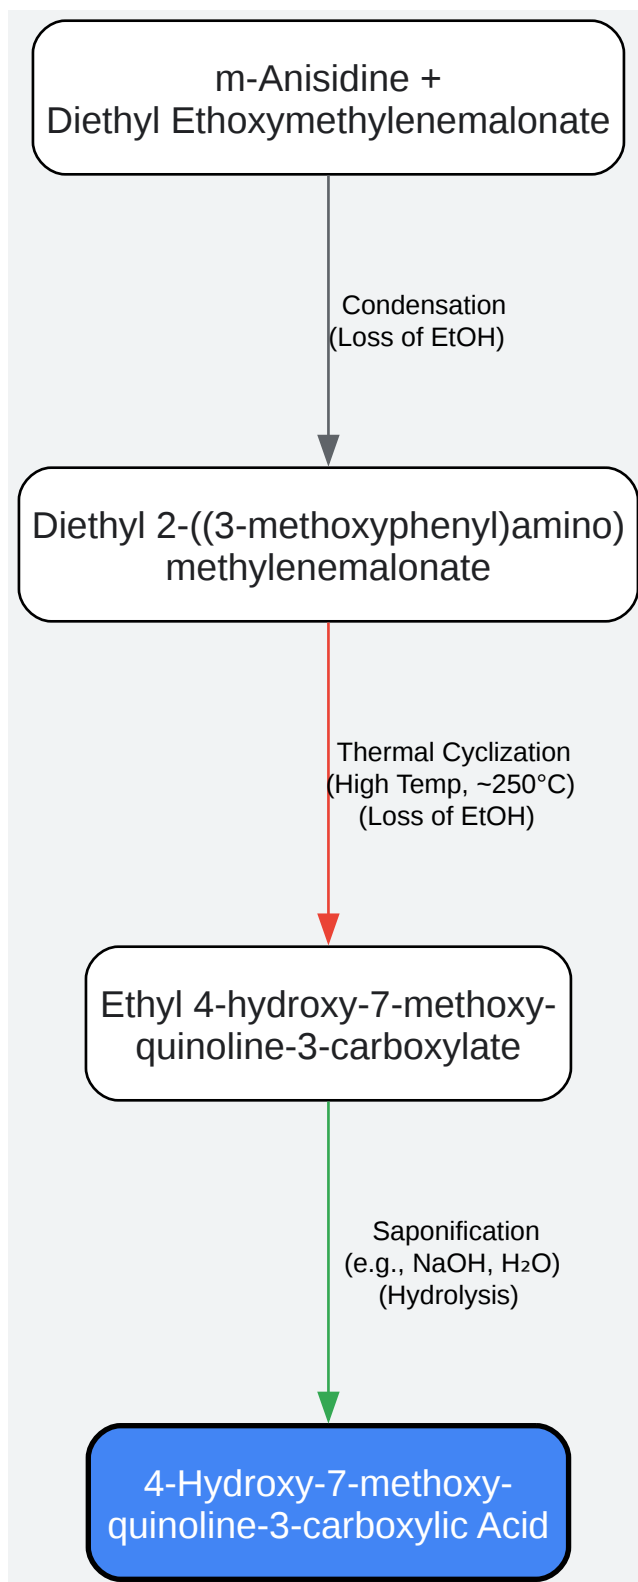 m-Anisidine +
Diethyl Ethoxymethylenemalonate
Condensation
(Loss of EtOH)
Diethyl 2-((3-methoxyphenyl)amino)
methylenemalonate
Thermal Cyclization
(High Temp, ~250°C)
(Loss of EtOH)
Ethyl 4-hydroxy-7-methoxy-
quinoline-3-carboxylate
Saponification
(e.g., NaOH, H₂O)
(Hydrolysis)
4-Hydroxy-7-methoxy-
quinoline-3-carboxylic Acid